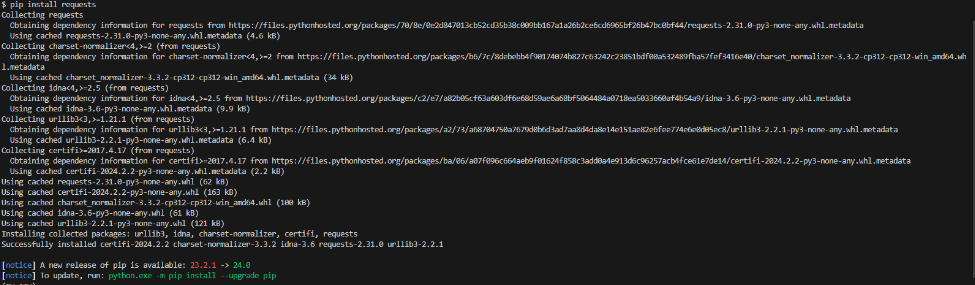 $ pip install requests
Collecting requests
  Obtaining dependency information for requests from https://files.pythonhosted.org/packages/70/8e/0e2d847013cb52cd35b38c009bb167a1a26b2ce6cd6965bf26b47bc0bf44/requests-2.31.0-py3-none-any.whl.metadata
  Using cached requests-2.31.0-py3-none-any.whl.metadata (4.6 kB)
Collecting charset-normalizer<4,>=2 (from requests)
  Obtaining dependency information for charset-normalizer<4,>=2 from https://files.pythonhosted.org/packages/b6/7c/8debebb4f90174074b827c63242c23851bdf00a532489fba57fef3416e40/charset_normalizer-3.3.2-cp312-cp312-win_amd64.wh
l.metadata
  Using cached charset_normalizer-3.3.2-cp312-cp312-win_amd64.whl.metadata (34 kB)
Collecting idna<4,>=2.5 (from requests)
  Obtaining dependency information for idna<4,>=2.5 from https://files.pythonhosted.org/packages/c2/e7/a82b05cf63a603df6e68d59ae6a68bf5064484a0718ea5033660af4b54a9/idna-3.6-py3-none-any.whl.metadata
  Using cached idna-3.6-py3-none-any.whl.metadata (9.9 kB)
Collecting urllib3<3,>=1.21.1 (from requests)
  Obtaining dependency information for urllib3<3,>=1.21.1 from https://files.pythonhosted.org/packages/a2/73/a68704750a7679d0b6d3ad7aa8d4da8e14e151ae82e6fee774e6e0d05ec8/urllib3-2.2.1-py3-none-any.whl.metadata
  Using cached urllib3-2.2.1-py3-none-any.whl.metadata (6.4 kB)
Collecting certifi>=2017.4.17 (from requests)
  Obtaining dependency information for certifi>=2017.4.17 from https://files.pythonhosted.org/packages/ba/06/a07f096c664aeb9f01624f858c3add0a4e913d6c96257acb4fce61e7de14/certifi-2024.2.2-py3-none-any.whl.metadata
  Using cached certifi-2024.2.2-py3-none-any.whl.metadata (2.2 kB)
Using cached requests-2.31.0-py3-none-any.whl (62 kB)
Using cached certifi-2024.2.2-py3-none-any.whl (163 kB)
Using cached charset_normalizer-3.3.2-cp312-cp312-win_amd64.whl (100 kB)
Using cached idna-3.6-py3-none-any.whl (61 kB)
Using cached urllib3-2.2.1-py3-none-any.whl (121 kB)
Installing collected packages: urllib3, idna, charset-normalizer, certifi, requests
Successfully installed certifi-2024.2.2 charset-normalizer-3.3.2 idna-3.6 requests-2.31.0 urllib3-2.2.1

[notice] A new release of pip is available: 23.2.1 -> 24.0
[notice] To update, run: python.exe -m pip install --upgrade pip